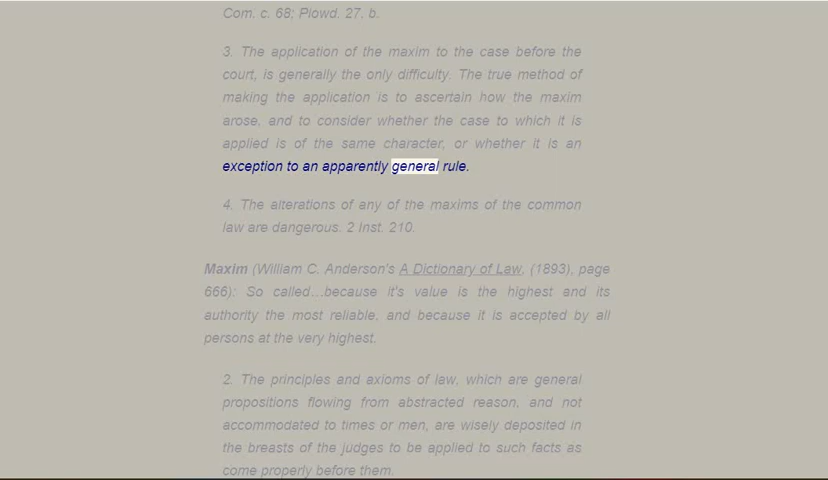 Com. c. 68; Plowd. 27. b.
3. The application of the maxim to the case before the
court, is generally the only difficulty. The true method of
making the application is to ascertain how the maxim
arose, and to consider whether the case to which it is
applied is of the same character, or whether it is an
exception to an apparently general rule.
4. The alterations of any of the maxims of the common
law are dangerous. 2 Inst. 210.
Maxim (William C. Anderson's A Dictionary of Law, (1893), page
666): So called…because it's value is the highest and its
authority the most reliable, and because it is accepted by all
persons at the very highest.
2. The principles and axioms of law, which are general
propositions flowing from abstracted reason, and not
accommodated to times or men, are wisely deposited in
the breasts of the judges to be applied to such facts as
come properly before them.